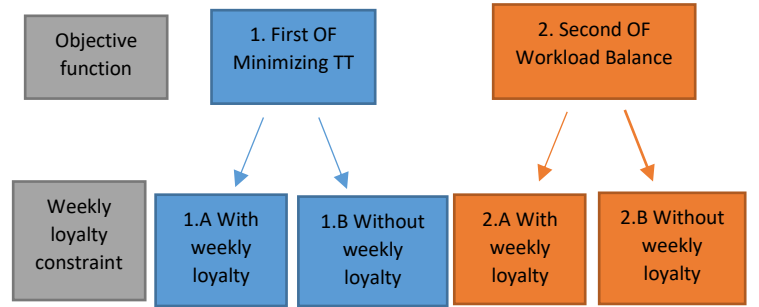 Objective
function
1. First OF
Minimizing TT
2. Second OF
Workload Balance
Weekly
loyalty
constraint
1.A With
weekly
loyalty
1.B Without
weekly
loyalty
2.A With
weekly
loyalty
2.B Without
weekly
loyalty